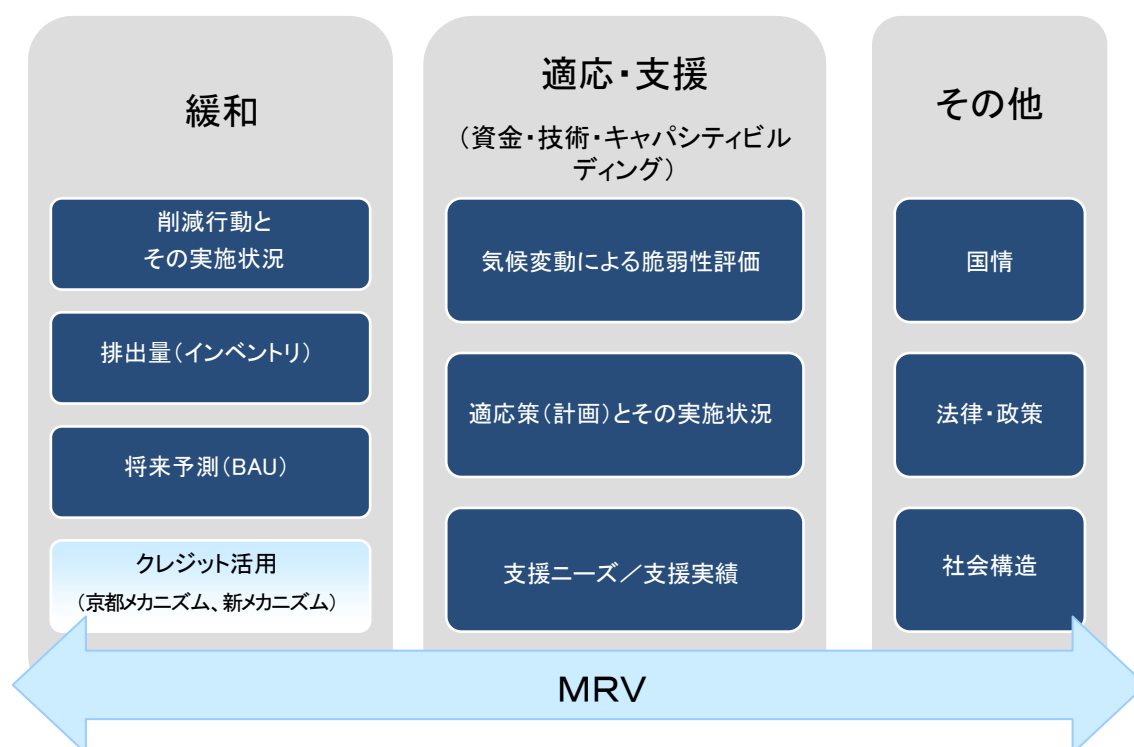 緩和
削減行動と
その実施状況
排出量(インベントリ)
将来予測(BAU)
クレジット活用
(京都メカニズム、新メカニズム)
適応・支援
(資金・技術・キャパシティビル
ディング)
気候変動による脆弱性評価
適応策(計画)とその実施状況
支援ニーズ/支援実績
その他
国情
法律・政策
社会構造
MRV